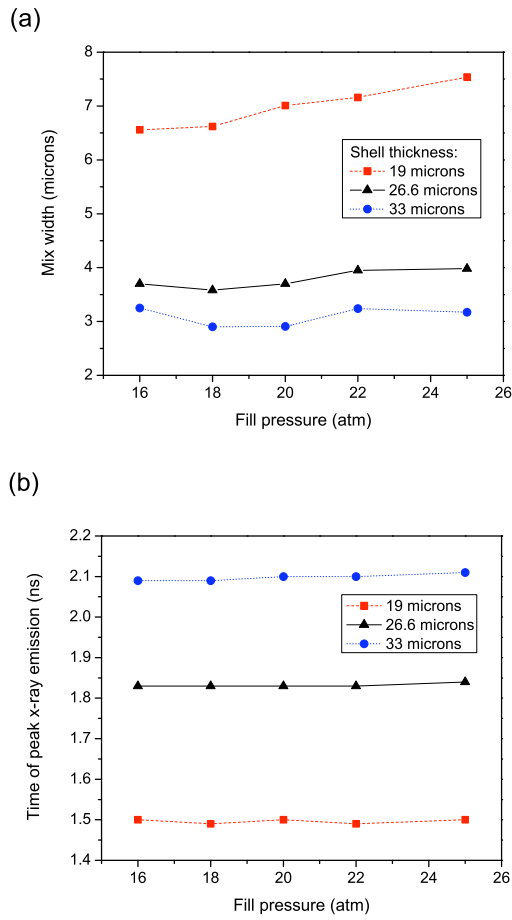 (a)
8
7
6
5
4
3
2
Mix width (microns)
Shell thickness:
19 microns
26.6 microns
33 microns
16 18 20 22 24 26
Fill pressure (atm)
(b)
2.2
2.1
2.0
1.9
1.8
1.7
1.6
1.5
1.4
Time of peak x-ray emission (ns)
19 microns
26.6 microns
33 microns
16 18 20 22 24 26
Fill pressure (atm)